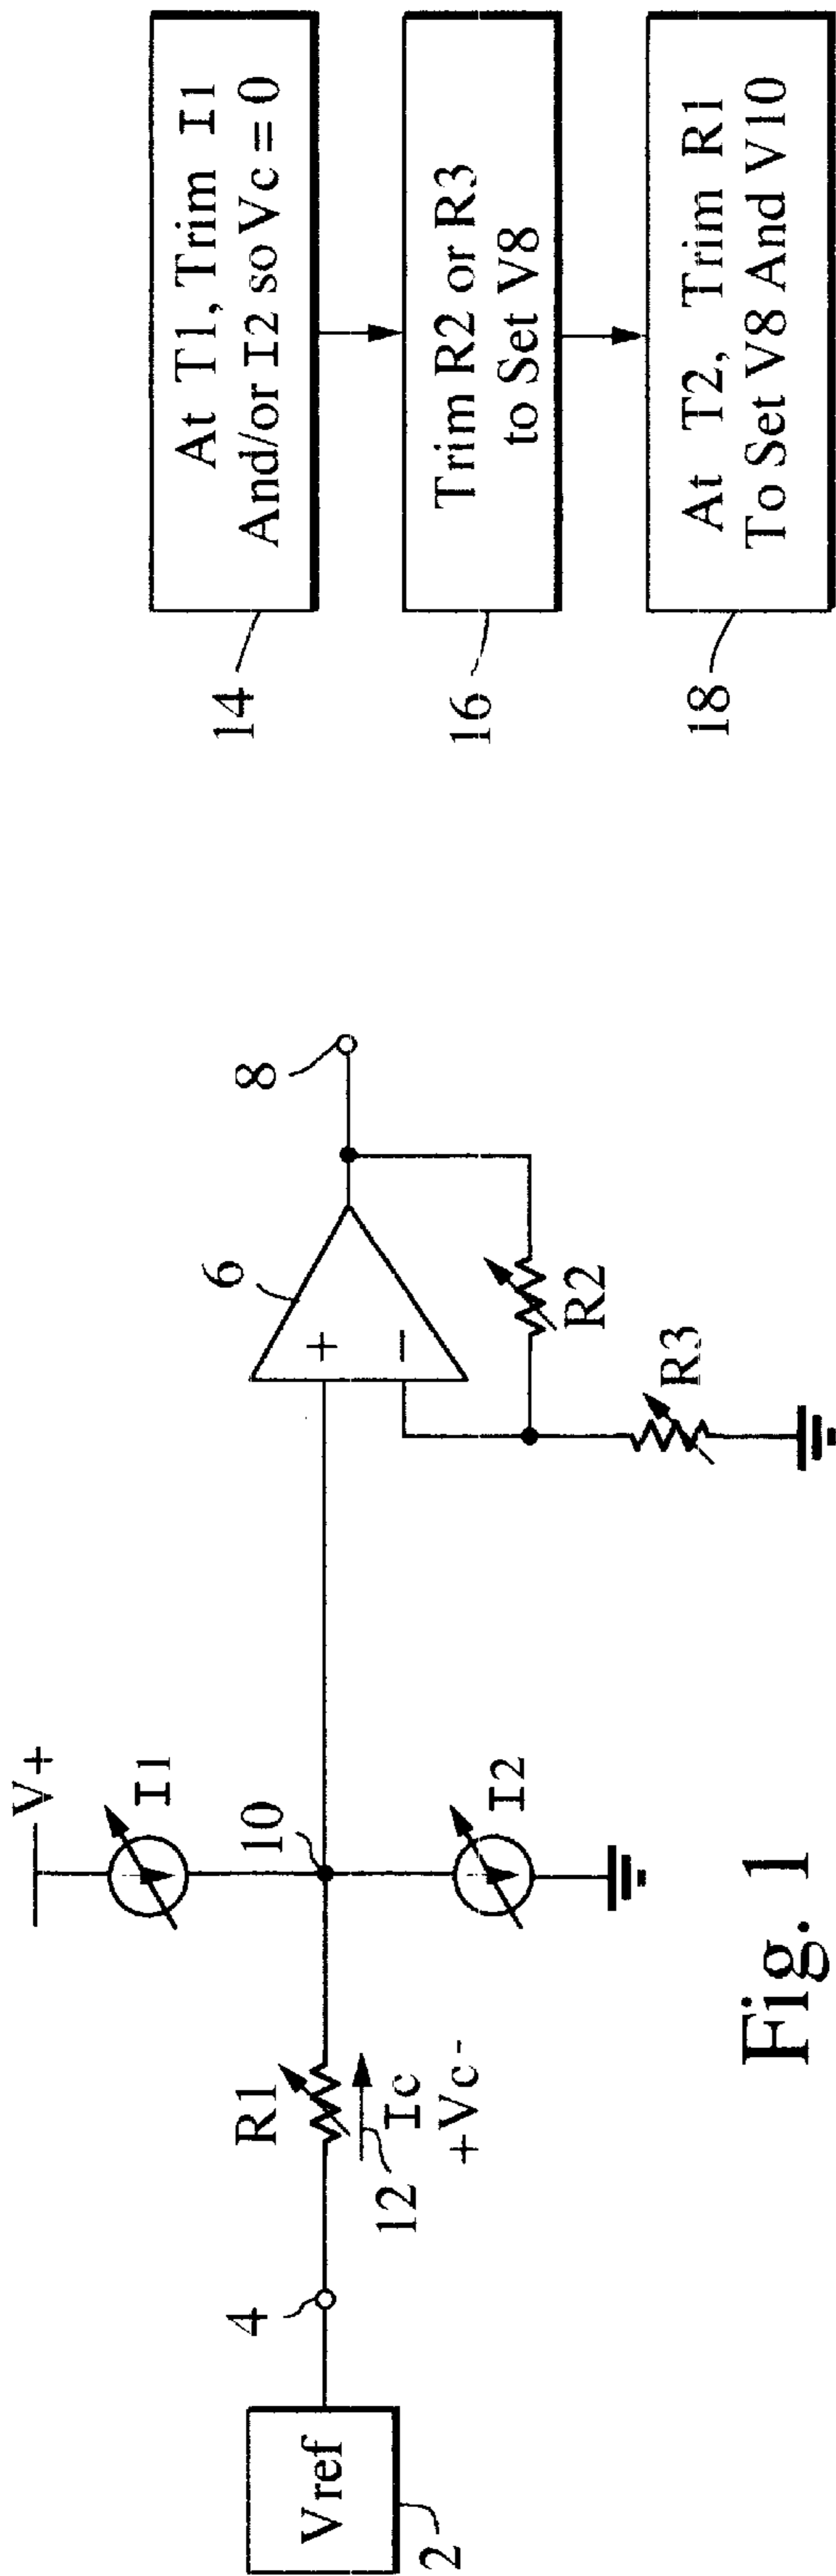 V+
I1
10
R1
12
Ic
+Vc-
4
Vref
2
I2
6
+
-
8
R2
R3
Fig. 1
At T1, Trim I1
And/or I2 so Vc = 0
14
Trim R2 or R3
to Set V8
16
At T2, Trim R1
To Set V8 And V10
18